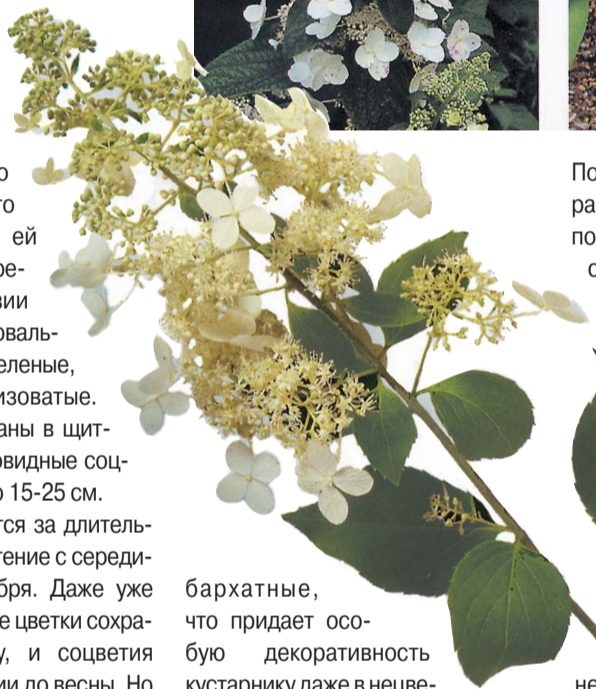 о
го
ей
ре-
вии
оваль-
еленые,
изоватые.
аны в щит-
овидные соц-
о 15-25 см.
тся за длитель-
тение с середи-
бря. Даже уже
е цветки сохра-
у, и соцветия
ии до весны. Но
бархатные,
что придает осо-
бую декоративность
кустарнику даже в нецве-
По
ра
по
не